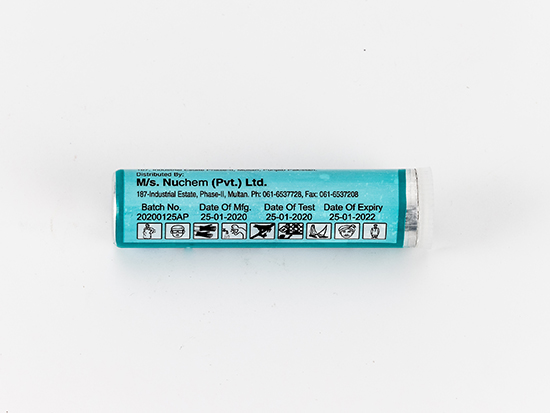 Distributed By:
M/s. Nuchem (Pvt.) Ltd.
187-Industrial Estate, Phase-II, Multan. Ph: 061-6537728, Fax: 061-6537208
Batch No. Date Of Mfg. Date Of Test Date Of Expiry
20200125AP 25-01-2020 25-01-2020 25-01-2022